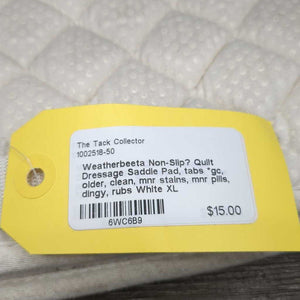 The Tack Collector
1002518-50
Weatherbeeta Non-Slip? Quilt
Dressage Saddle Pad, tabs *gc,
older, clean, mnr stains, mnr pills,
dingy, rubs White XL
$15.00
6WC6B9